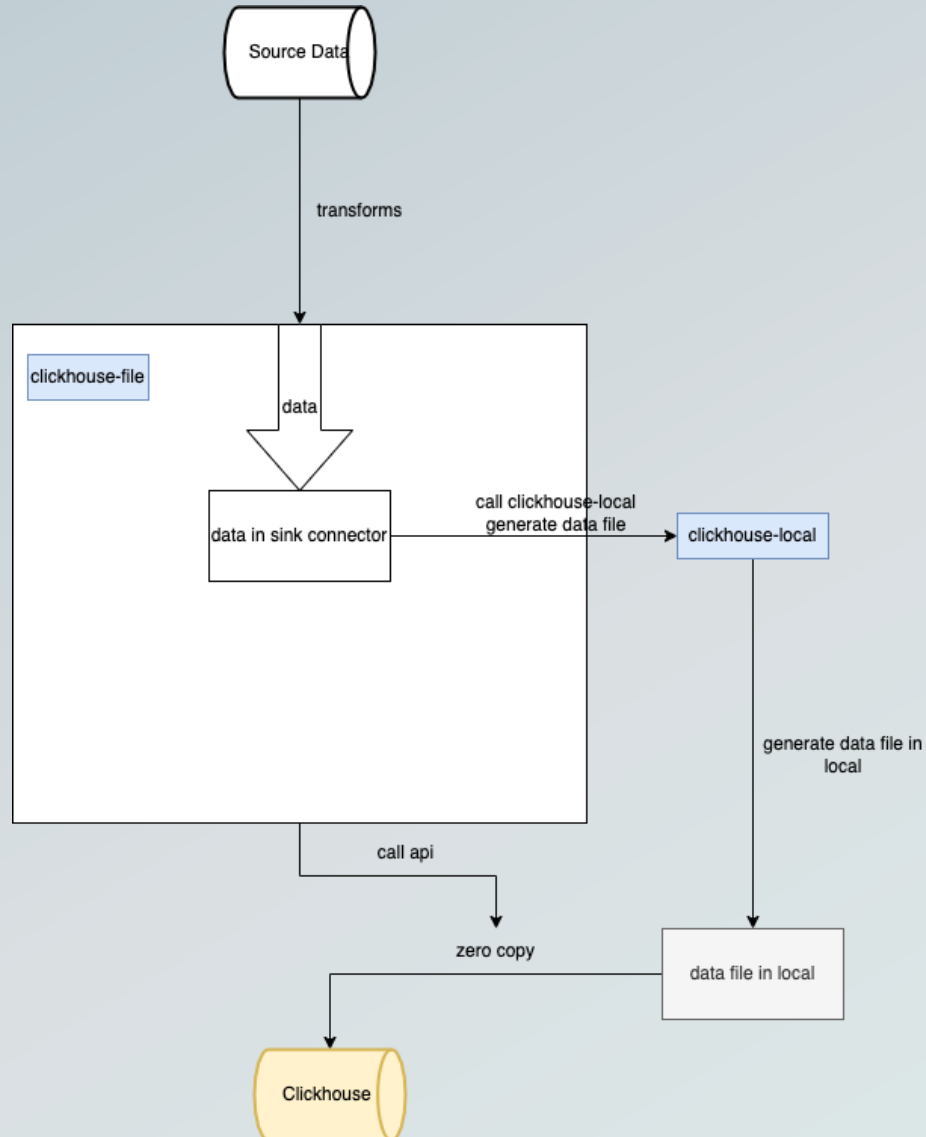 Source Data
transforms
clickhouse-file
data
data in sink connector
call clickhouse-local
generate data file
clickhouse-local
generate data file in
local
call api
zero copy
data file in local
Clickhouse